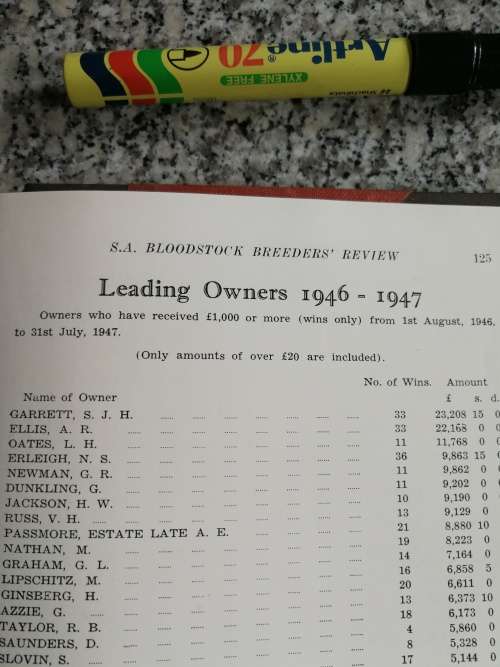 Artline 70
XYLENE FREE
Shachihata
S.A. BLOODSTOCK BREEDERS' REVIEW 125
Leading Owners 1946 - 1947
Owners who have received £1,000 or more (wins only) from 1st August, 1946,
to 31st July, 1947.
(Only amounts of over £20 are included).
No. of Wins. Amount
Name of Owner £ s. d.
GARRETT, S. J. H. ...... ...... ...... ...... ...... ...... ...... 33 23,208 15 0
ELLIS, A. R. ...... ...... ...... ...... ...... ...... ...... 33 22,168 0 0
OATES, L. H. ...... ...... ...... ...... ...... ...... ...... 11 11,768 0 0
ERLEIGH, N. S. ...... ...... ...... ...... ...... ...... ...... 36 9,863 15 0
NEWMAN, G. R. ...... ...... ...... ...... ...... ...... ...... 11 9,862 0 0
DUNKLING, G. ...... ...... ...... ...... ...... ...... ...... 11 9,202 0 0
JACKSON, H. W. ...... ...... ...... ...... ...... ...... ...... 10 9,190 0
RUSS, V. H. ...... ...... ...... ...... ...... ...... ...... ...... 13 9,129 0
PASSMORE, ESTATE LATE A. E. ...... ...... ...... ...... 21 8,880 10
NATHAN, M. ...... ...... ...... ...... ...... ...... ...... 19 8,223 0
GRAHAM, G. L. ...... ...... ...... ...... ...... ...... ...... 14 7,164 0
LIPSCHITZ, M. ...... ...... ...... ...... ...... ...... ...... 16 6,858 5
GINSBERG, H. ...... ...... ...... ...... ...... ...... ...... 20 6,611 0
AZZIE, G. ...... ...... ...... ...... ...... ...... ...... ...... 13 6,373 10
TAYLOR, R. B. ...... ...... ...... ...... ...... ...... ...... 18 6,173 0
SAUNDERS, D. ...... ...... ...... ...... ...... ...... ...... 4 5,860 0
SLOVIN, S. ...... ...... ...... ...... ...... ...... ...... 8 5,328 0
17 5,144 0